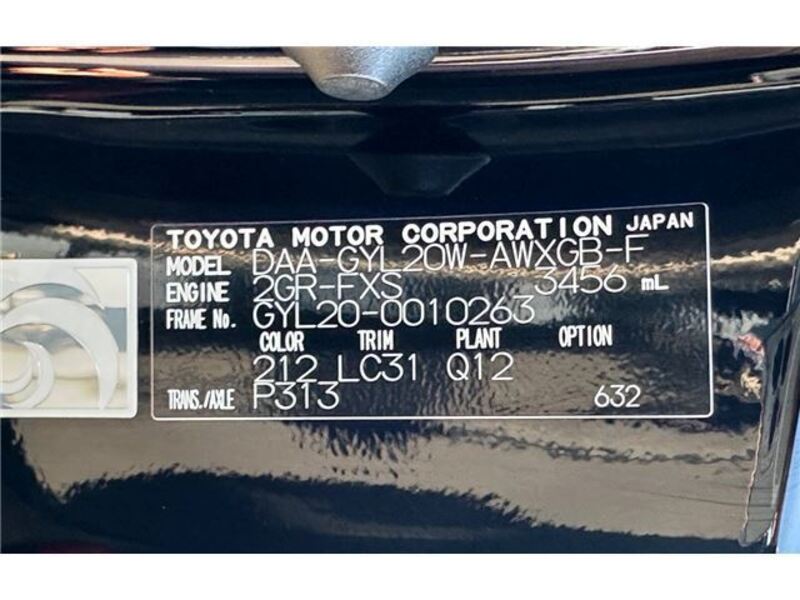 TOYOTA MOTOR CORPORATION JAPAN
MODEL DAA-GYL20W-AWXGB-F
ENGINE 2GR-FXS 3456 mL
FRAME No. GYL20-0010263
COLOR TRIM PLANT OPTION
212 LC31 Q12
TRANS./AXLE P313 632